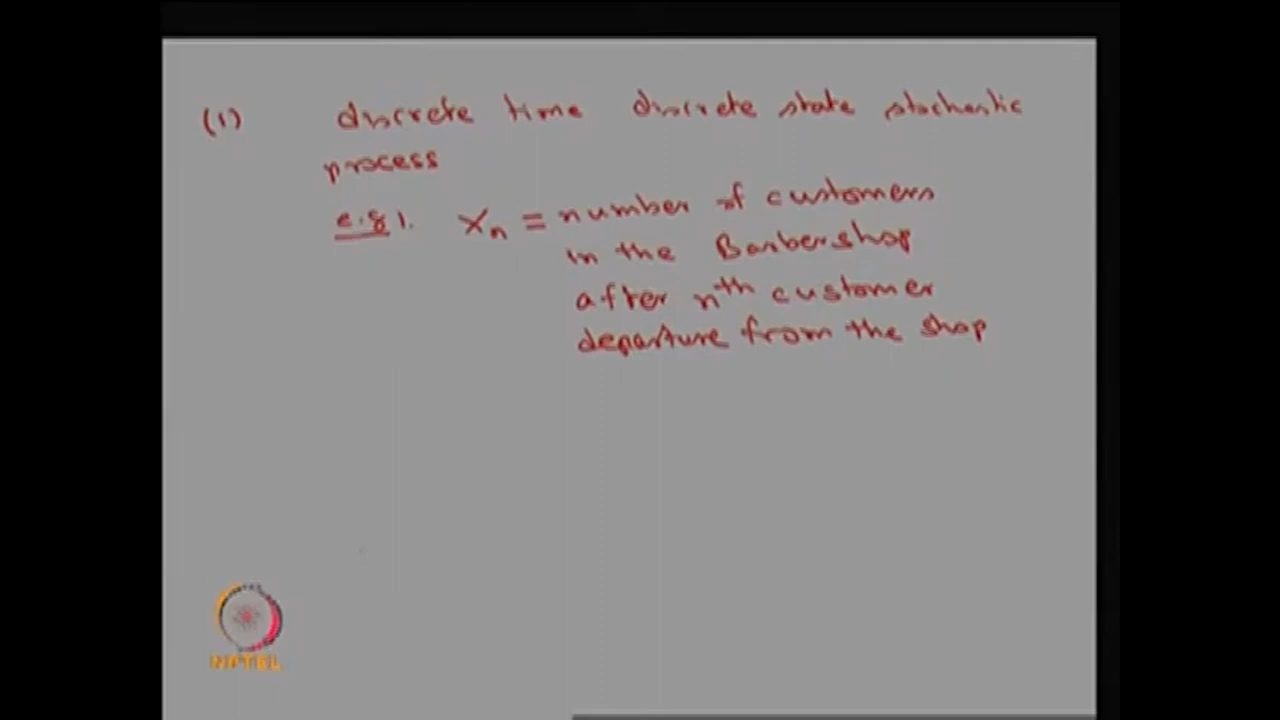 (1) discrete time discrete state stochastic
process
e.g 1. Xn = number of customers
in the Barbershop
after nth customer
departure from the shop
NPTEL